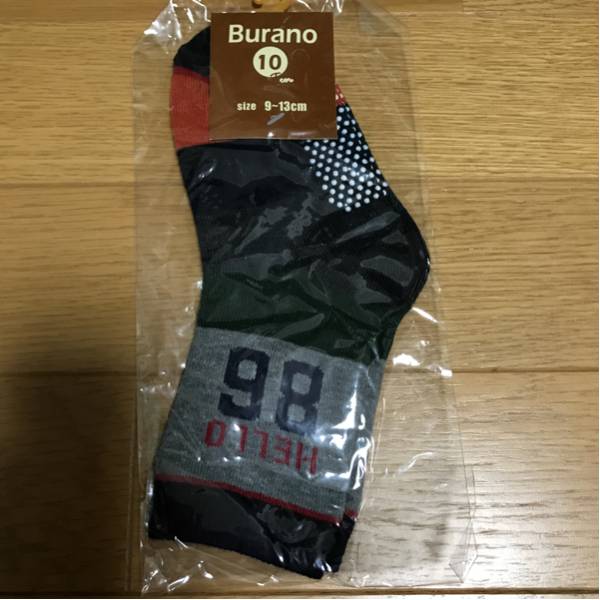 Burano
10
size 9~13cm
HELLO
86